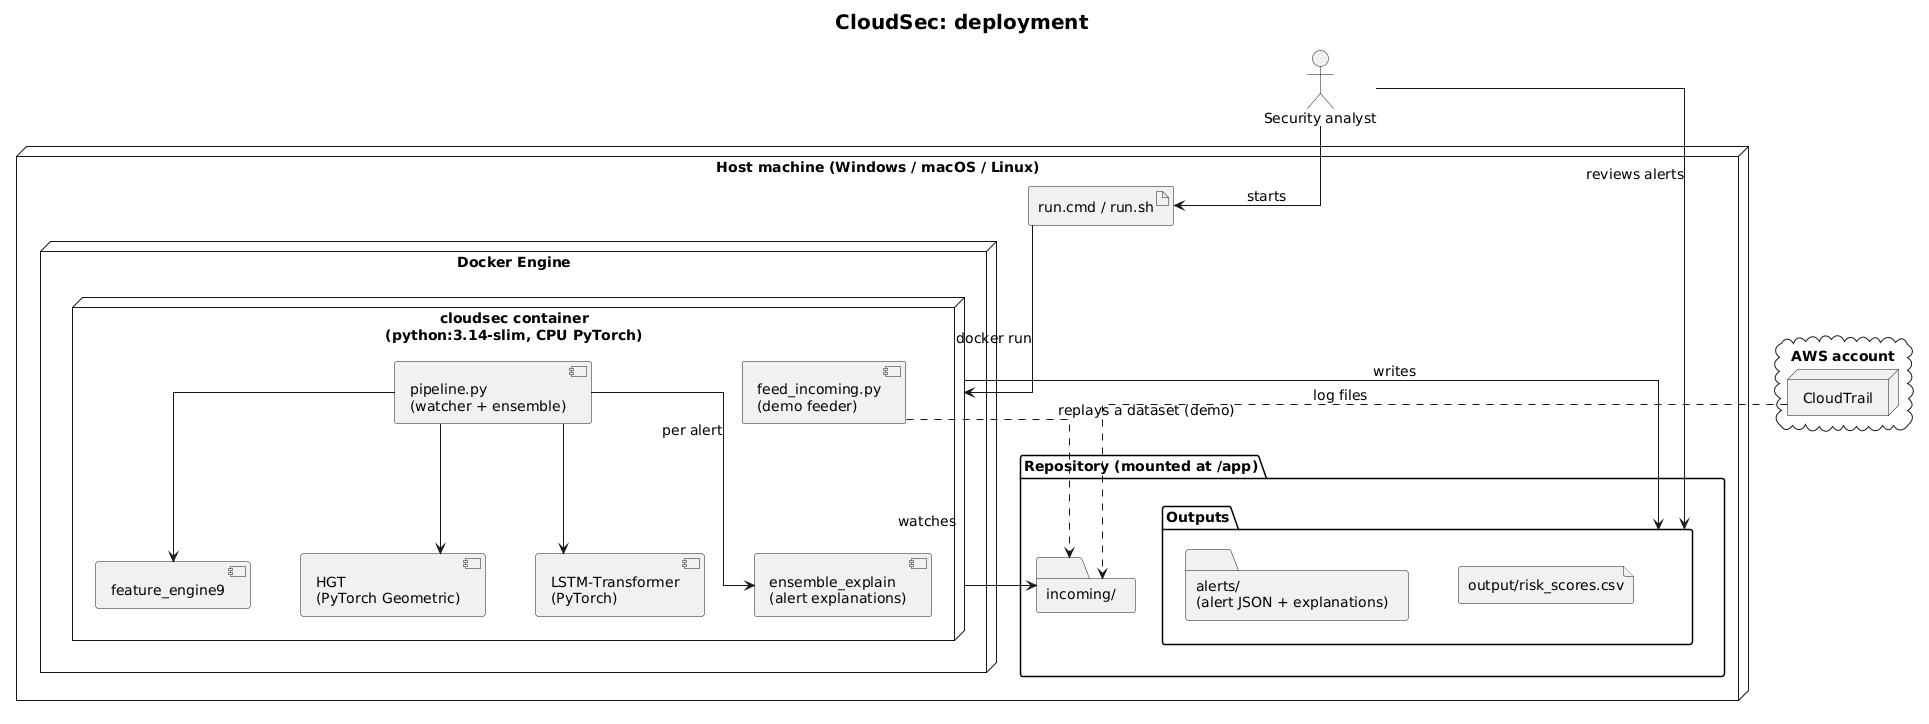 CloudSec: deployment
Security analyst
Host machine (Windows / macOS / Linux)
reviews alerts
run.cmd / run.sh
starts
Docker Engine
cloudsec container
(python:3.14-slim, CPU PyTorch)
docker run
AWS account
CloudTrail
pipeline.py
(watcher + ensemble)
feed_incoming.py
(demo feeder)
writes
log files
replays a dataset (demo)
per alert
Repository (mounted at /app)
watches
Outputs
feature_engine9
HGT
(PyTorch Geometric)
LSTM-Transformer
(PyTorch)
ensemble_explain
(alert explanations)
incoming/
alerts/
(alert JSON + explanations)
output/risk_scores.csv